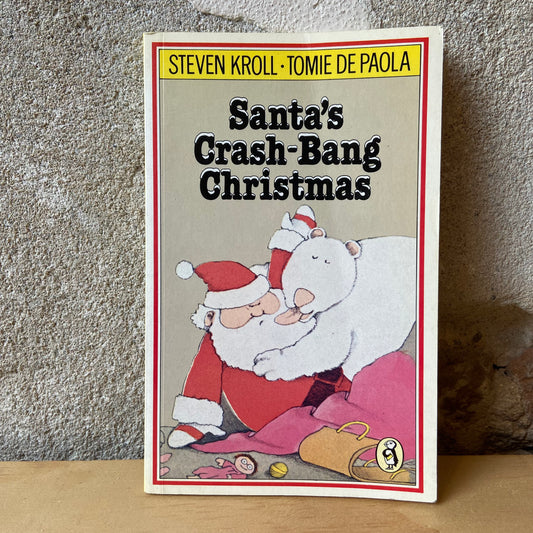 STEVEN KROLL · TOMIE DE PAOLA
Santa's
Crash-Bang
Christmas